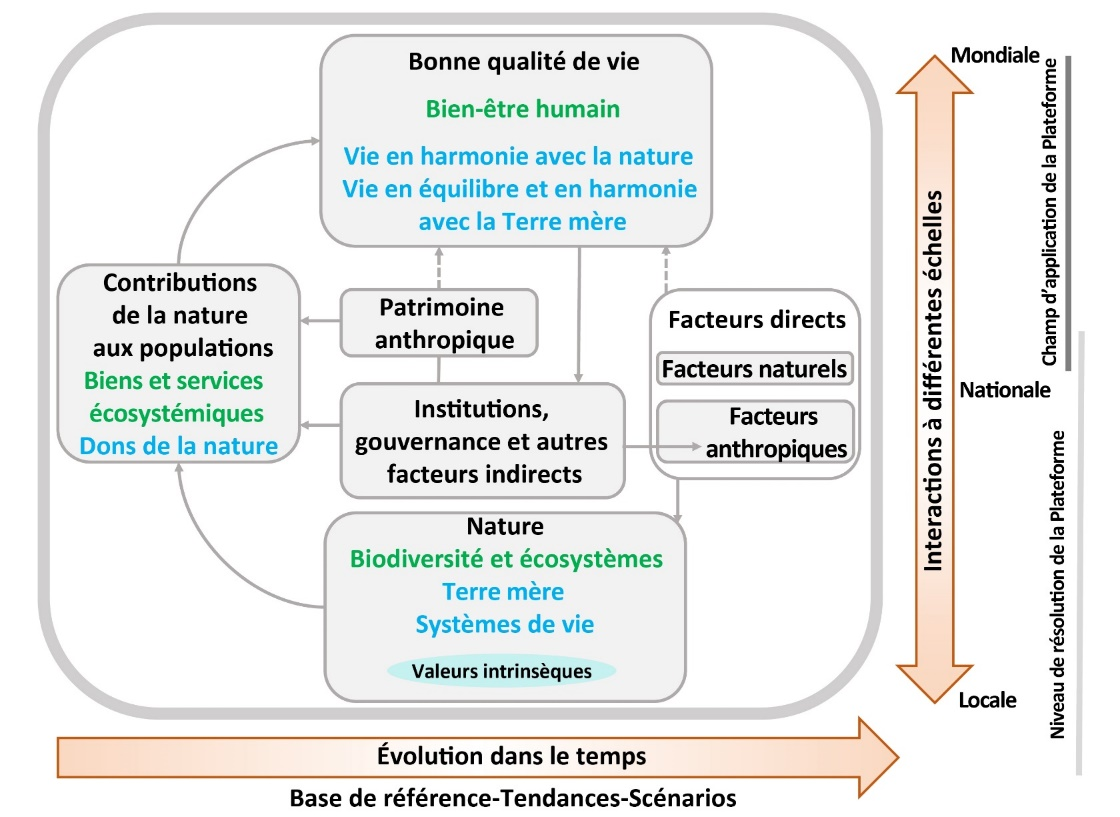 Bonne qualité de vie
Bien-être humain
Vie en harmonie avec la nature
Vie en équilibre et en harmonie
avec la Terre mère
Contributions
de la nature
aux populations
Biens et services
écosystémiques
Dons de la nature
Patrimoine
anthropique
Institutions,
gouvernance et autres
facteurs indirects
Facteurs directs
Facteurs naturels
Facteurs
anthropiques
Nature
Biodiversité et écosystèmes
Terre mère
Systèmes de vie
Valeurs intrinsèques
Évolution dans le temps
Base de référence-Tendances-Scénarios
Interactions à différentes échelles
Mondiale
Nationale
Locale
Champ d’application de la Plateforme
Niveau de résolution de la Plateforme